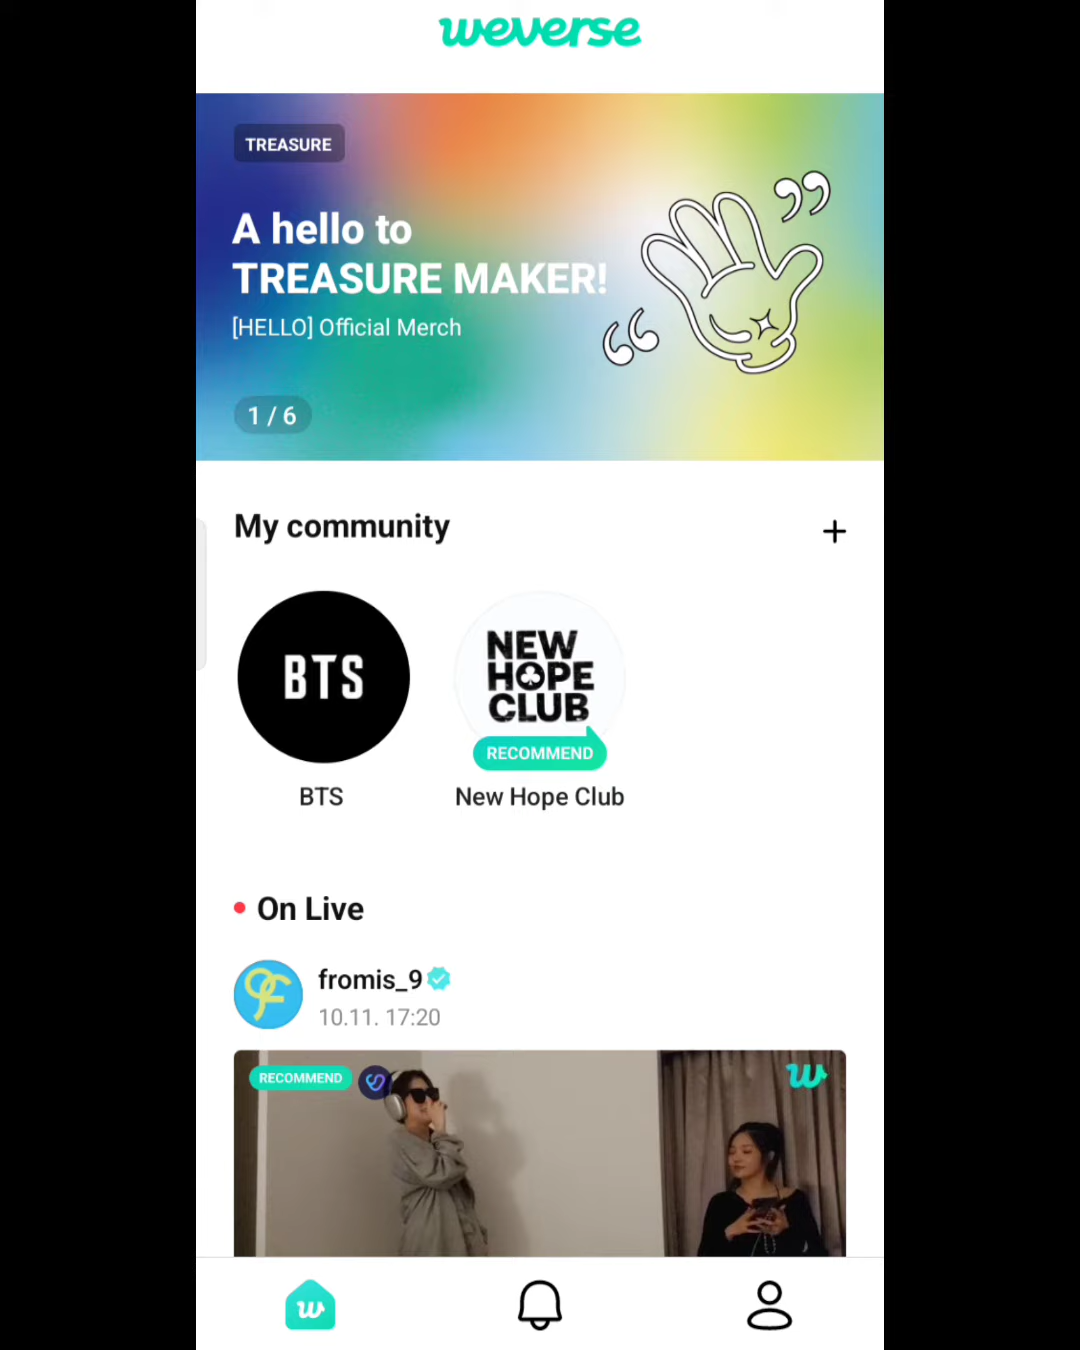 weverse
TREASURE
A hello to
TREASURE MAKER!
[HELLO] Official Merch
1 / 6
My community
+
BTS
NEW
HOPE
CLUB
RECOMMEND
BTS
New Hope Club
On Live
fromis_9
10.11. 17:20
RECOMMEND
w
w